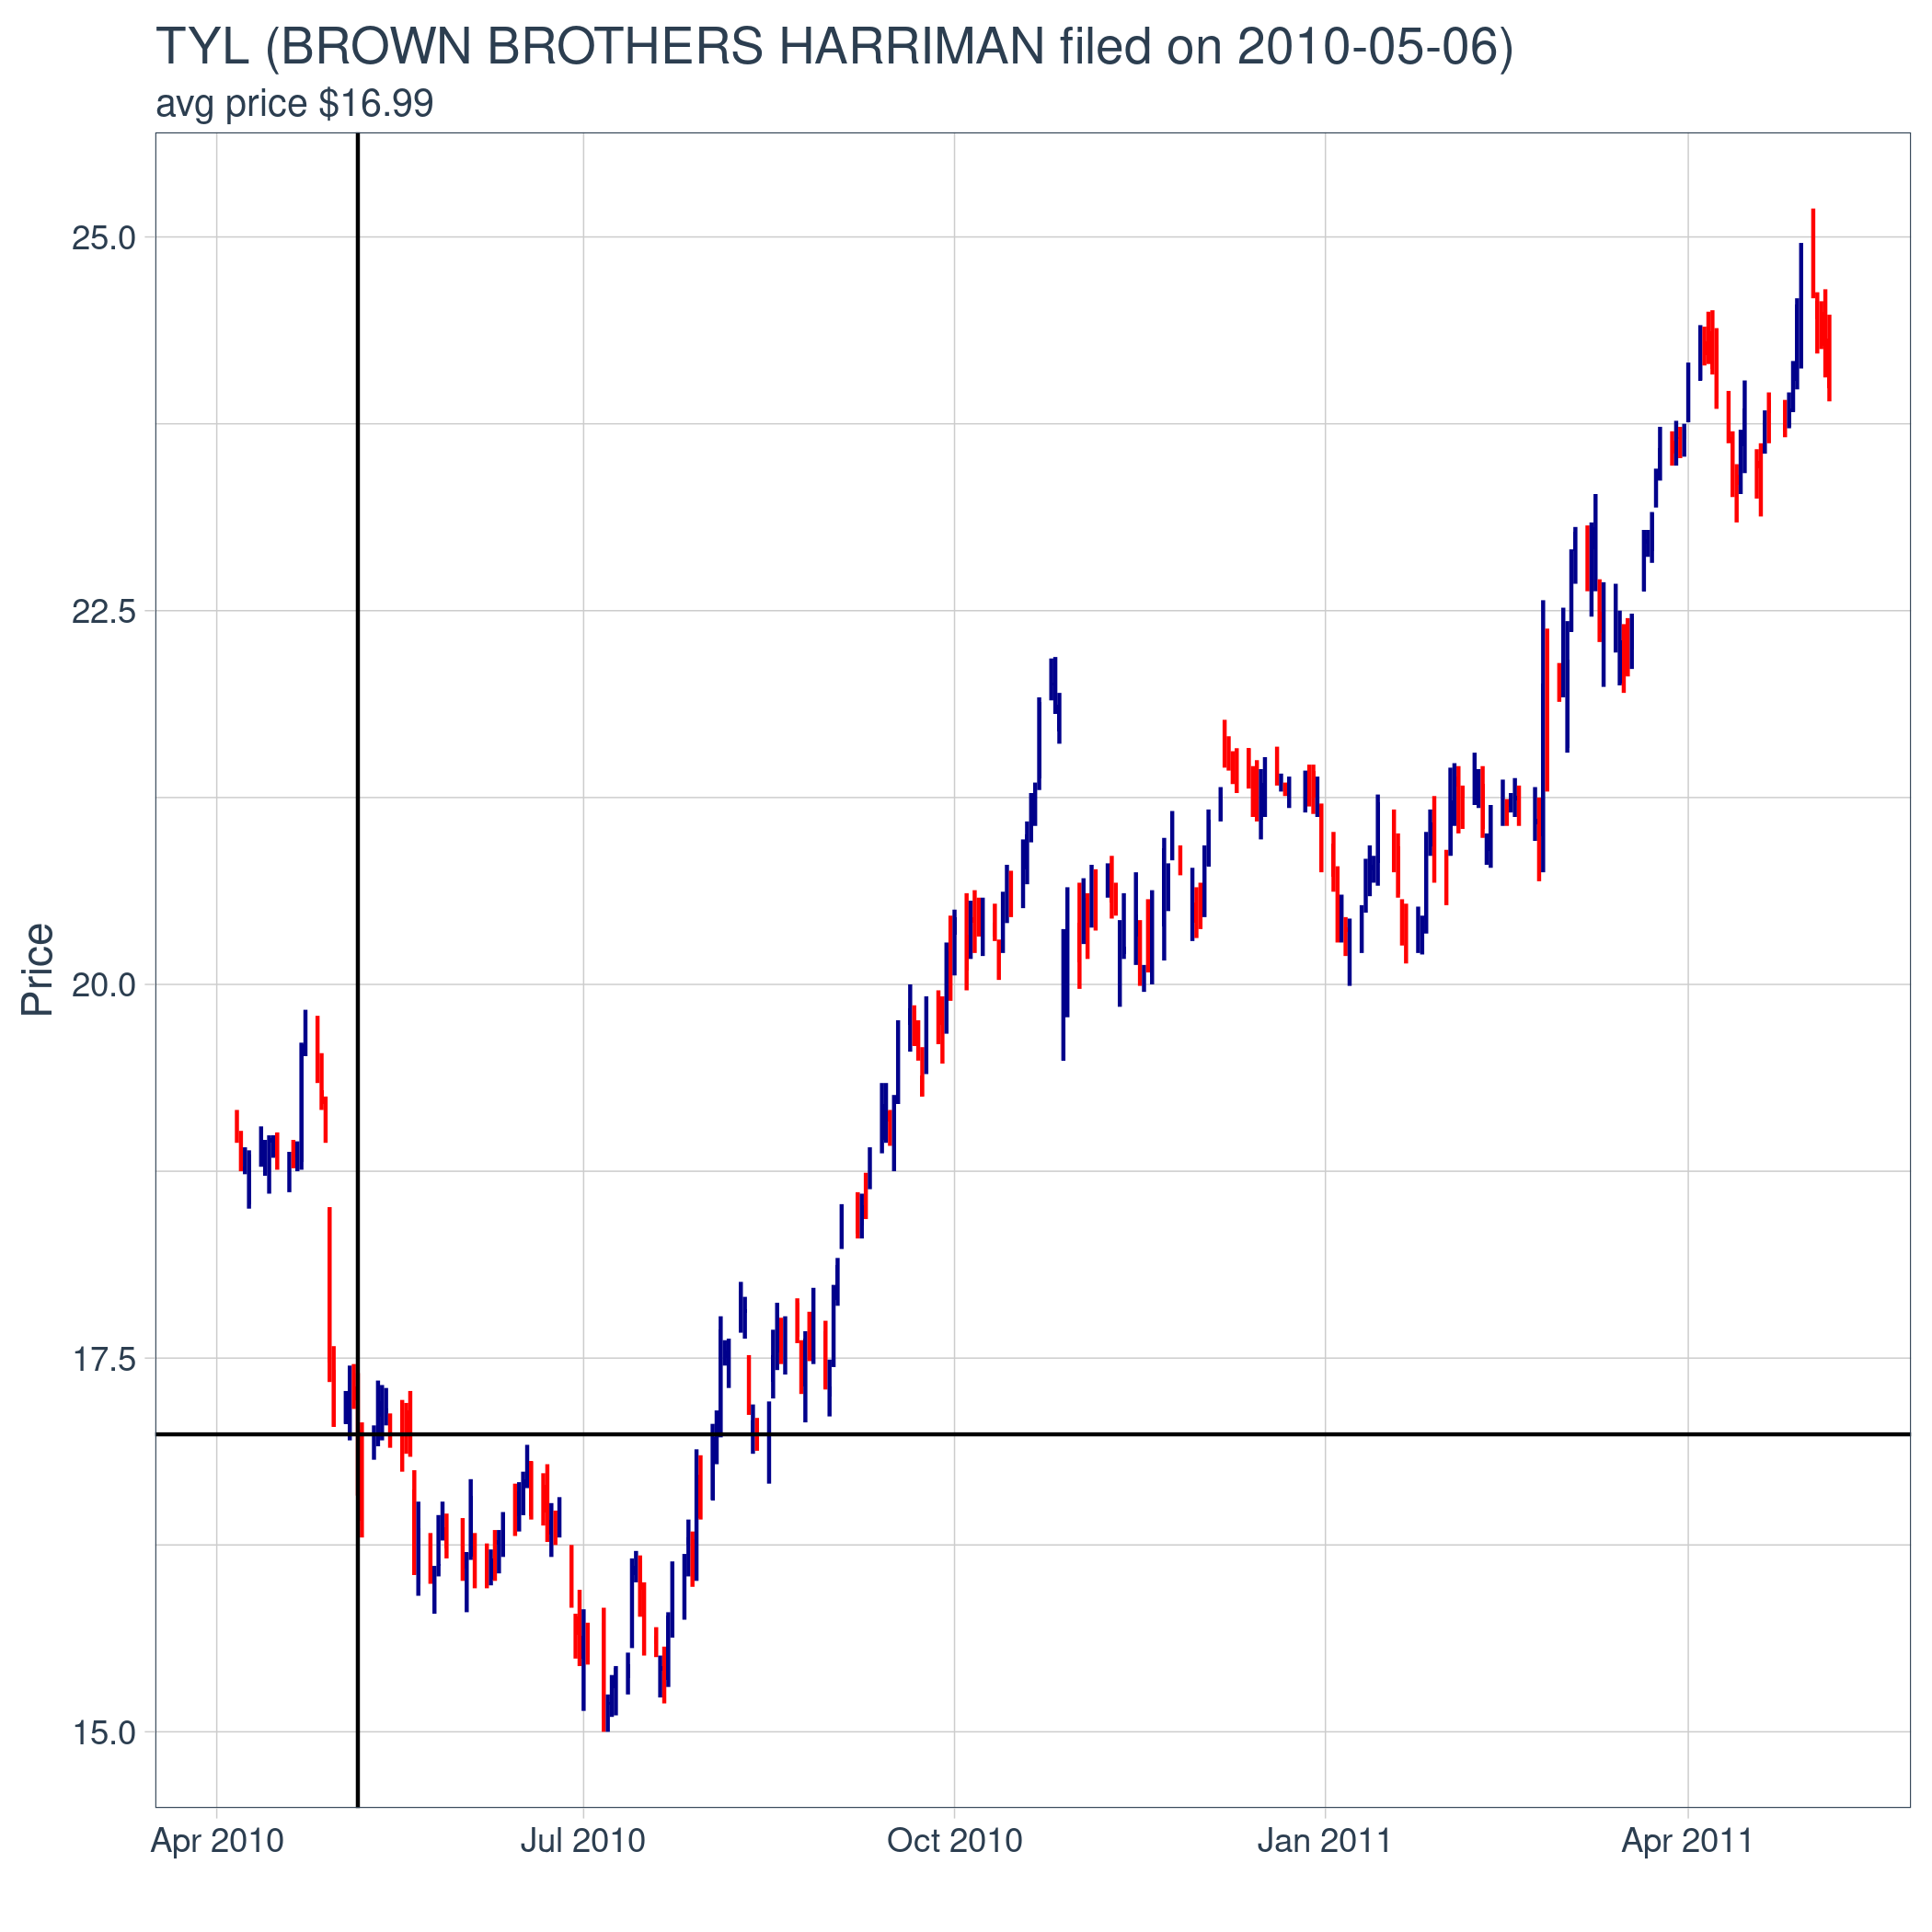 TYL (BROWN BROTHERS HARRIMAN filed on 2010-05-06)
avg price $16.99
25.0
22.5
20.0
17.5
15.0
Price
Apr 2010 Jul 2010 Oct 2010 Jan 2011 Apr 2011